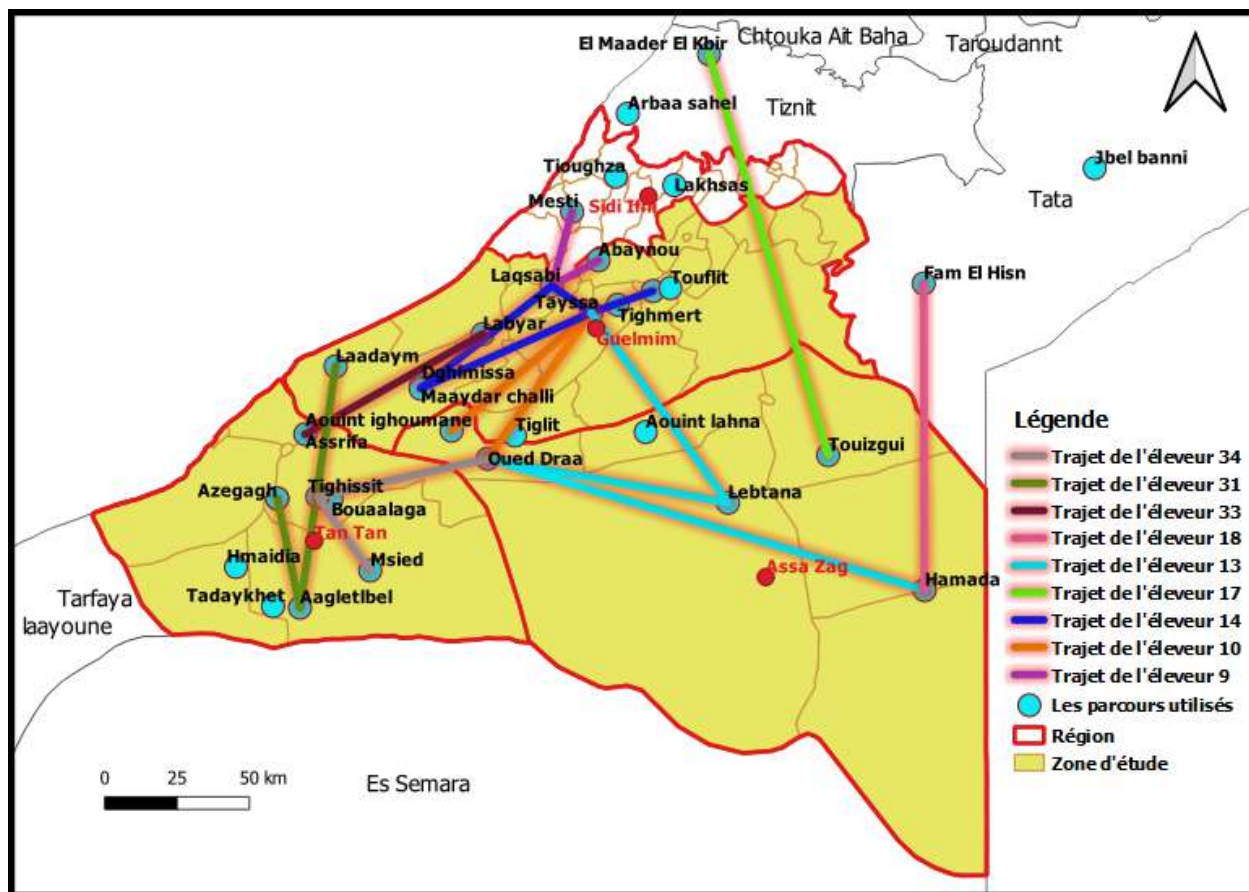 Chtouka Ait Baha
Taroudannt
El Maader El Kbir
Arbaa sahel
Tiznit
Jbel banni
Tioughza
Lakhsas
Tata
Mesti
Sidi Ifni
Abaynou
Laqsabi
Touflit
Fam El Hisn
Tayssa
Tighmert
Labyar
Guelmim
Laadaym
Dghimissa
Maaydar challi
Aouint ighoumane
Assrifa
Tiglit
Aouint lahna
Touizgui
Oued Draa
Azegagh
Tighissit
Lebtana
Bouaalaga
Tan Tan
Hmaidia
Msied
Assa Zag
Hamada
Tadaykhet
Aagletlbel
Tarfaya
laayoune
Es Semara
0 25 50 km
Légende
Trajet de l'éleveur 34
Trajet de l'éleveur 31
Trajet de l'éleveur 33
Trajet de l'éleveur 18
Trajet de l'éleveur 13
Trajet de l'éleveur 17
Trajet de l'éleveur 14
Trajet de l'éleveur 10
Trajet de l'éleveur 9
Les parcours utilisés
Région
Zone d'étude